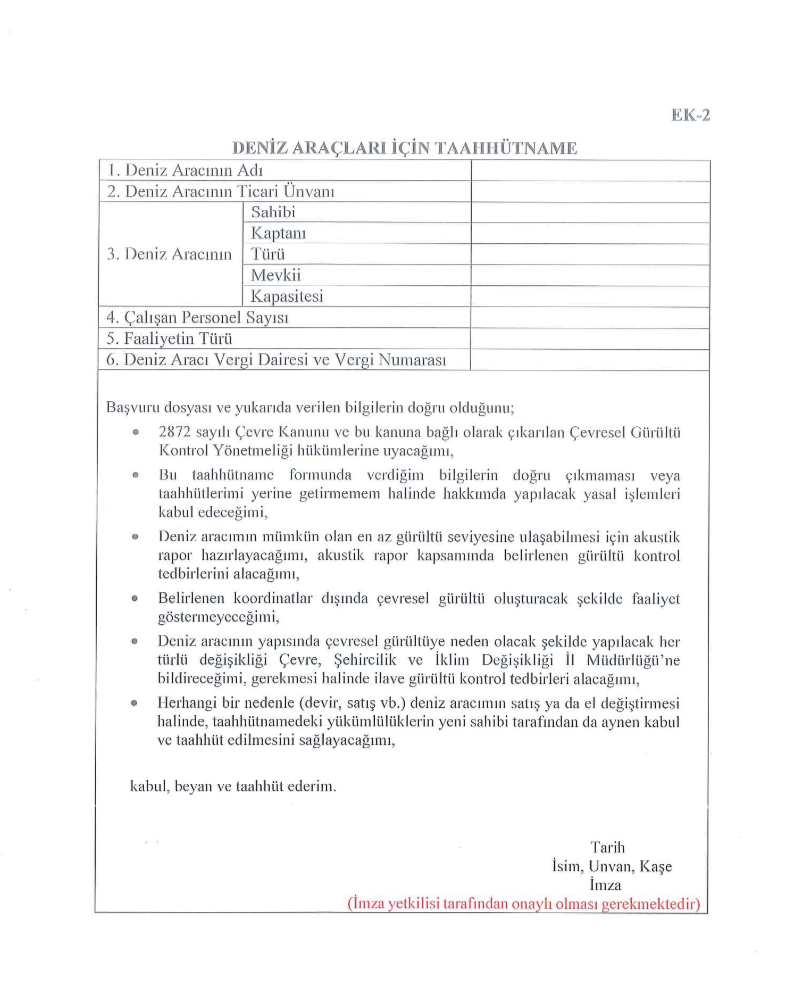 EK-2
DENİZ ARAÇLARI İÇİN TAAHHÜTNAME
1. Deniz Aracının Adı
2. Deniz Aracının Ticari Ünvanı
3. Deniz Aracının
Sahibi
Kaptanı
Türü
Mevkii
Kapasitesi
4. Çalışan Personel Sayısı
5. Faaliyetin Türü
6. Deniz Aracı Vergi Dairesi ve Vergi Numarası
Başvuru dosyası ve yukarıda verilen bilgilerin doğru olduğunu;
• 2872 sayılı Çevre Kanunu ve bu kanuna bağlı olarak çıkarılan Çevresel Gürültü
Kontrol Yönetmeliği hükümlerine uyacağımı,
• Bu taahhütname formunda verdiğim bilgilerin doğru çıkmaması veya
taahhütlerimi yerine getirmemem halinde hakkımda yapılacak yasal işlemleri
kabul edeceğimi,
• Deniz aracımın mümkün olan en az gürültü seviyesine ulaşabilmesi için akustik
rapor hazırlayacağımı, akustik rapor kapsamında belirlenen gürültü kontrol
tedbirlerini alacağımı,
• Belirlenen koordinatlar dışında çevresel gürültü oluşturacak şekilde faaliyet
göstermeyeceğimi,
• Deniz aracının yapısında çevresel gürültüye neden olacak şekilde yapılacak her
türlü değişikliği Çevre, Şehircilik ve İklim Değişikliği İl Müdürlüğü'ne
bildireceğimi, gerekmesi halinde ilave gürültü kontrol tedbirleri alacağımı,
• Herhangi bir nedenle (devir, satış vb.) deniz aracımın satış ya da el değiştirmesi
halinde, taahhütnamedeki yükümlülüklerin yeni sahibi tarafından da aynen kabul
ve taahhüt edilmesini sağlayacağımı,
kabul, beyan ve taahhüt ederim.
Tarih
İsim, Unvan, Kaşe
İmza
(İmza yetkilisi tarafından onaylı olması gerekmektedir)